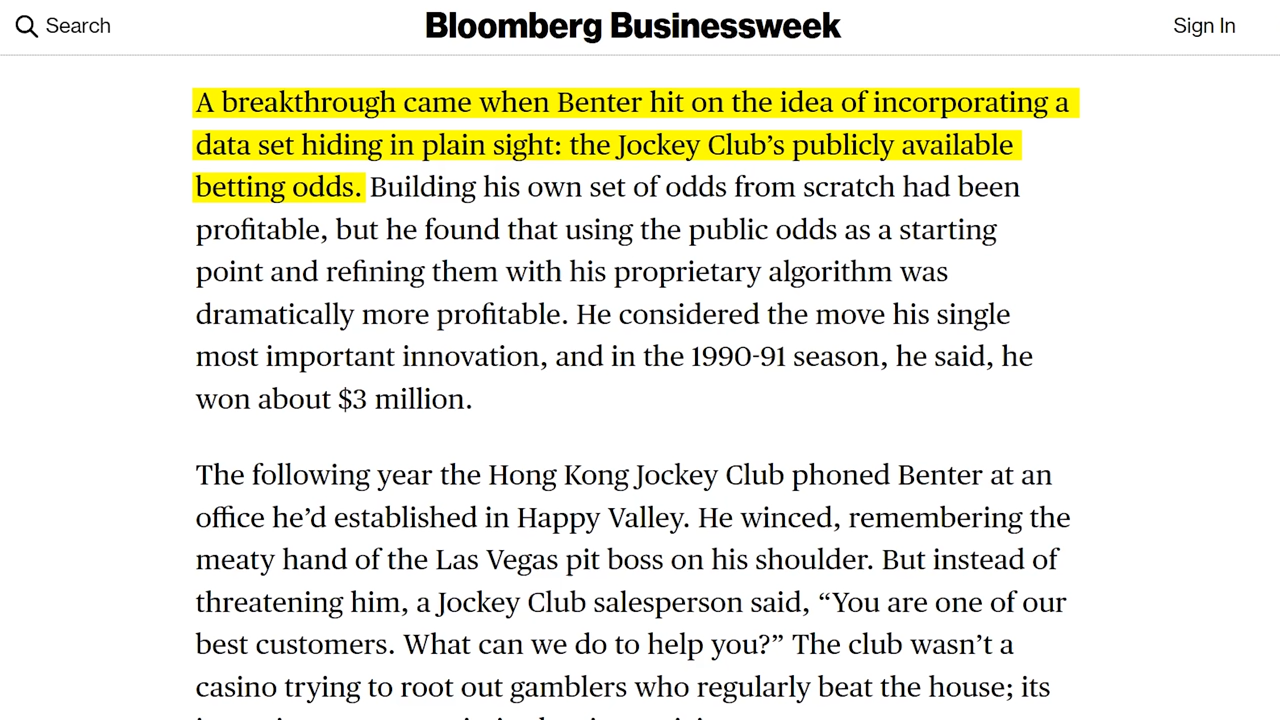 Search
Bloomberg Businessweek
Sign In
A breakthrough came when Benter hit on the idea of incorporating a
data set hiding in plain sight: the Jockey Club’s publicly available
betting odds. Building his own set of odds from scratch had been
profitable, but he found that using the public odds as a starting
point and refining them with his proprietary algorithm was
dramatically more profitable. He considered the move his single
most important innovation, and in the 1990-91 season, he said, he
won about $3 million.
The following year the Hong Kong Jockey Club phoned Benter at an
office he’d established in Happy Valley. He winced, remembering the
meaty hand of the Las Vegas pit boss on his shoulder. But instead of
threatening him, a Jockey Club salesperson said, “You are one of our
best customers. What can we do to help you?” The club wasn’t a
casino trying to root out gamblers who regularly beat the house; its